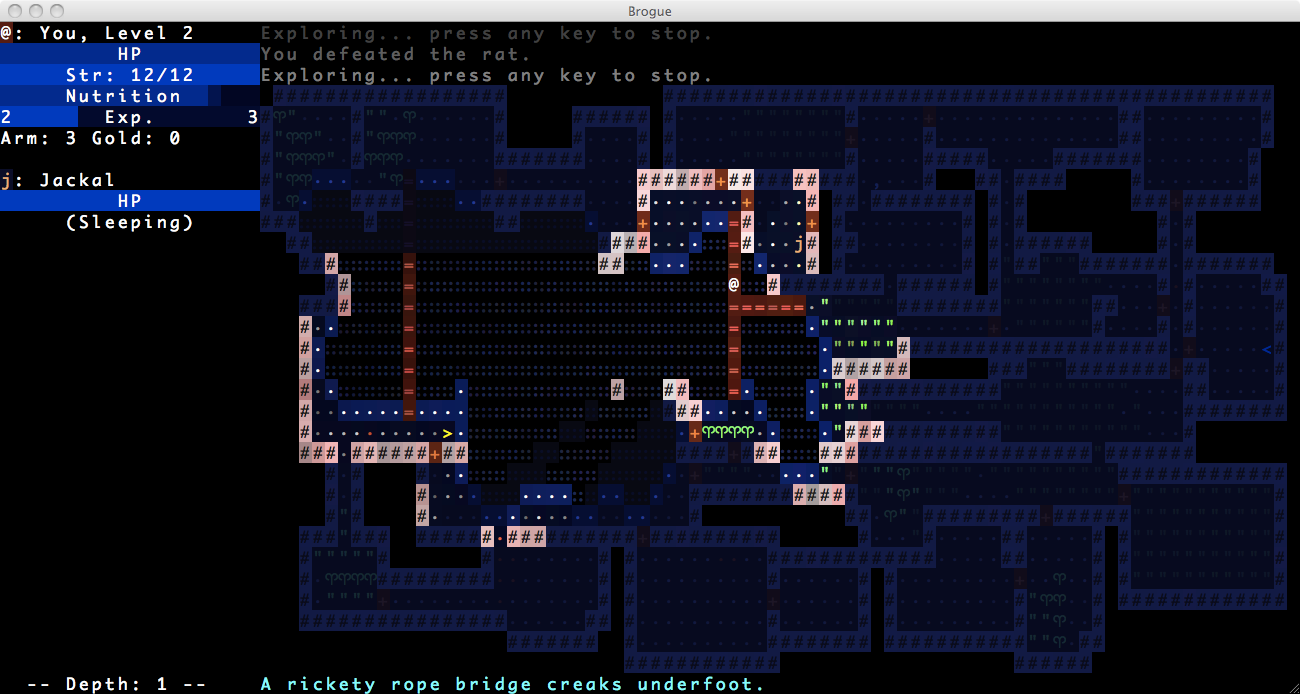 Brogue
@: You, Level 2
HP
Str: 12/12
Nutrition
2 Exp. 3
Arm: 3 Gold: 0
j: Jackal
HP
(Sleeping)
Exploring... press any key to stop.
You defeated the rat.
Exploring... press any key to stop.
-- Depth: 1 --
A rickety rope bridge creaks underfoot.